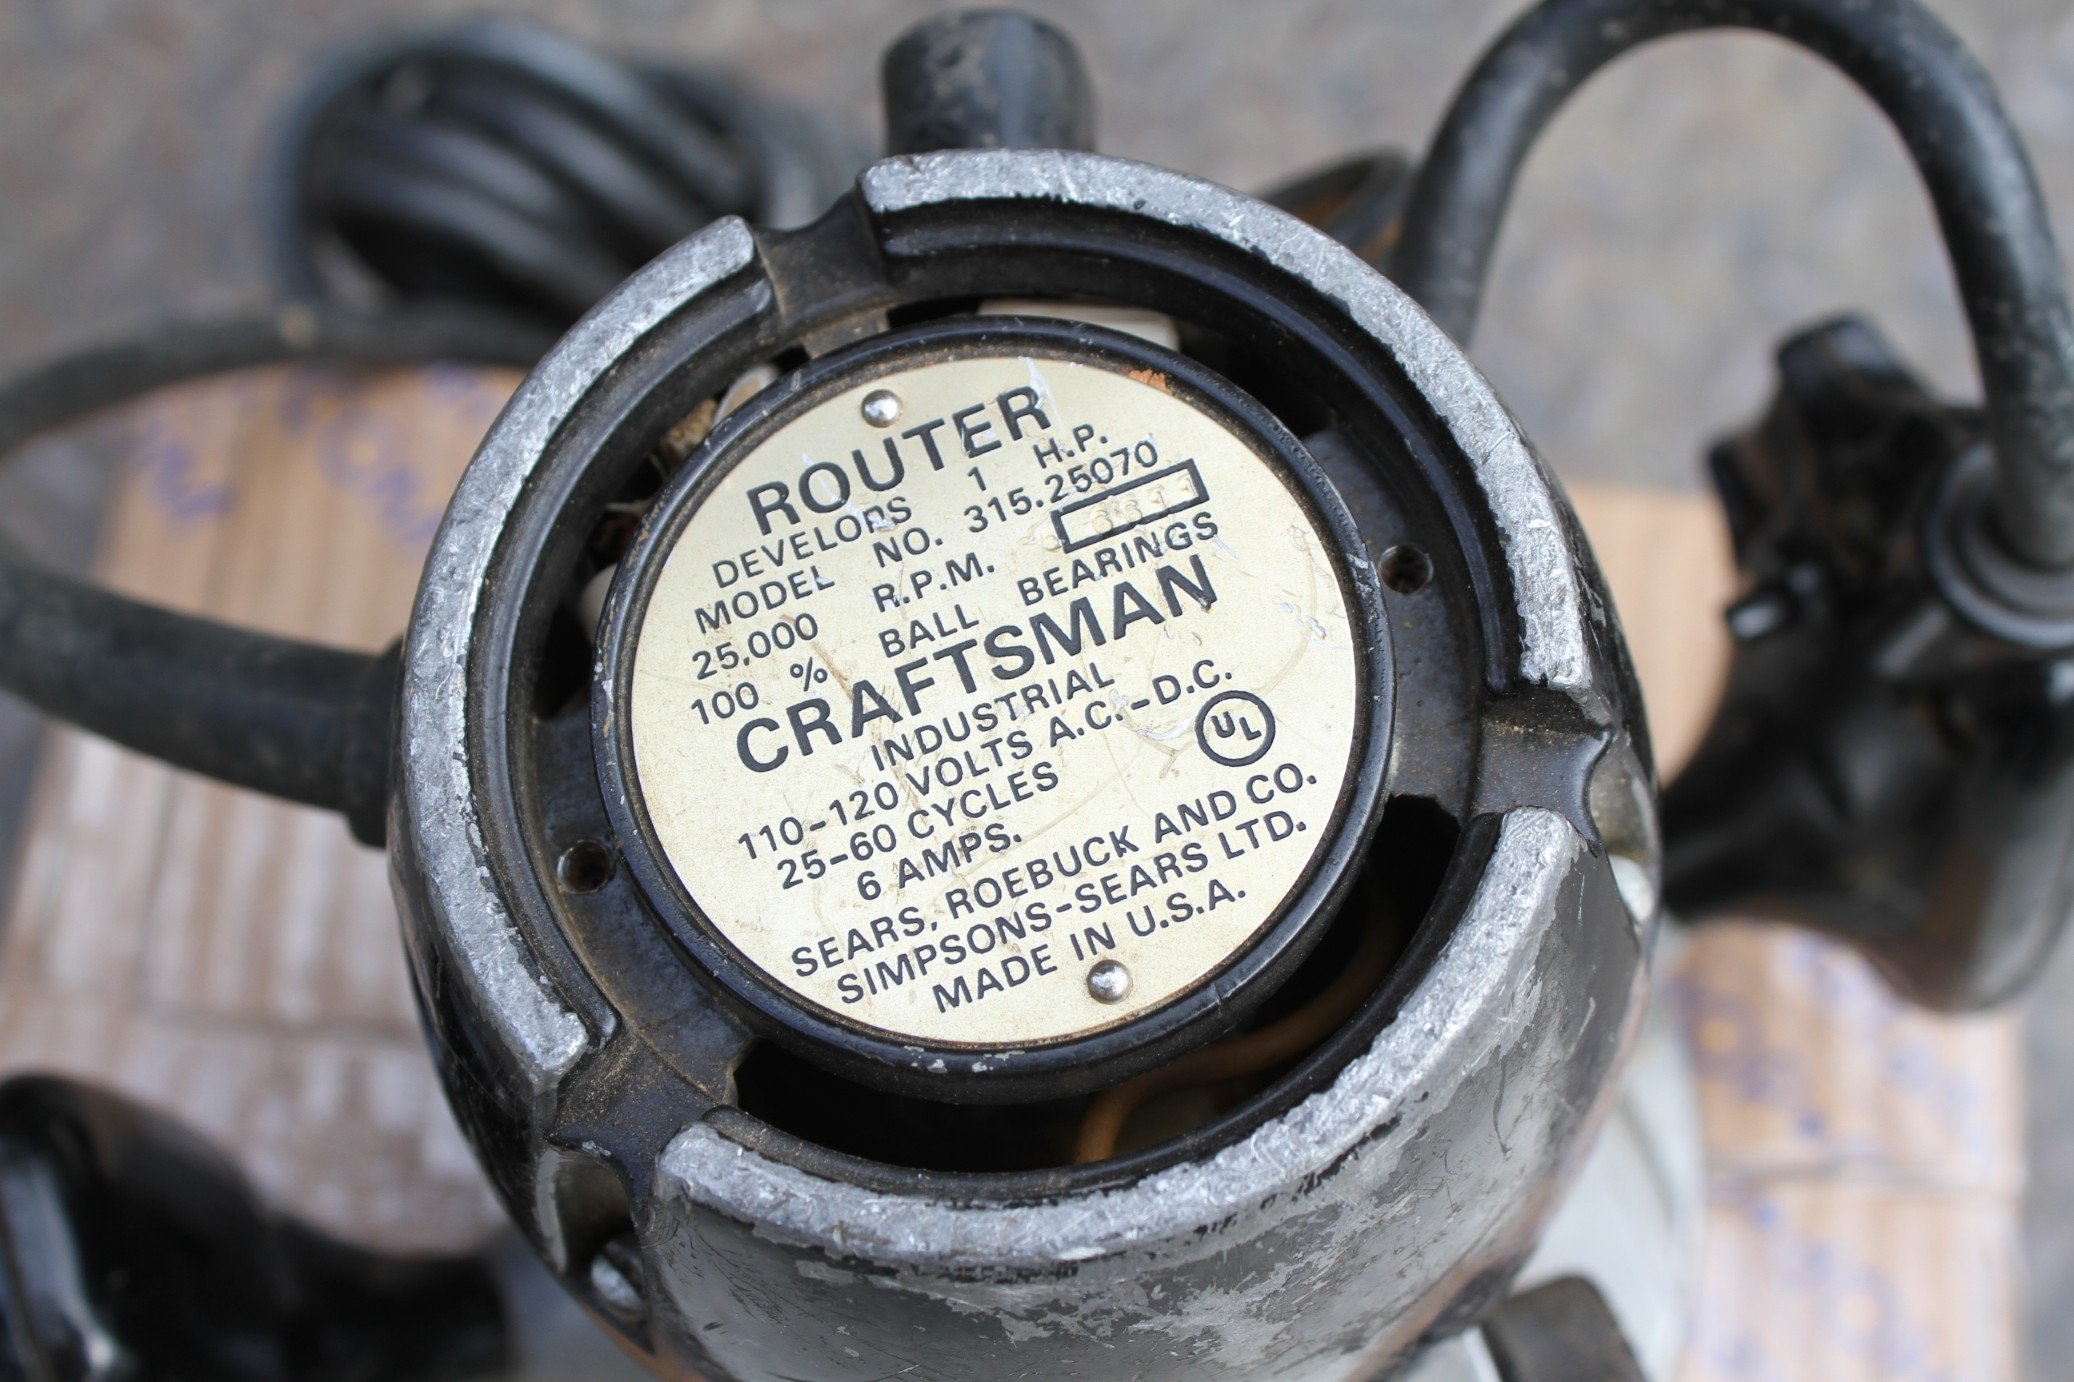 ROUTER
DEVELOPS 1 H.P.
MODEL NO. 315.25070
25,000 R.P.M.
100 % BALL BEARINGS
CRAFTSMAN
INDUSTRIAL
110-120 VOLTS A.C.-D.C.
25-60 CYCLES
UL
6 AMPS.
SEARS, ROEBUCK AND CO.
SIMPSONS-SEARS LTD.
MADE IN U.S.A.